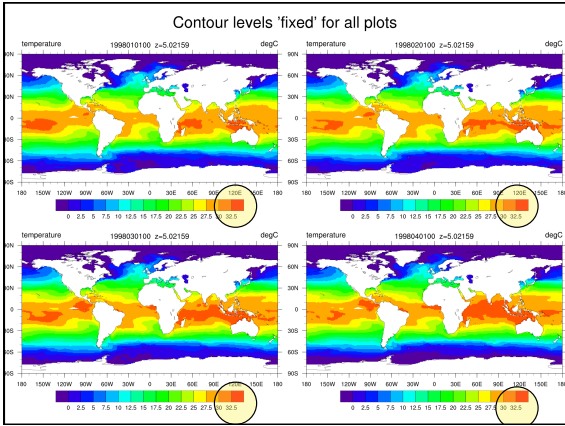 Contour levels 'fixed' for all plots
temperature 1998010100 z=5.02159 degC
90N
60N
30N
0
30S
60S
90S
180 150W 120W 90W 60W 30W 0 30E 60E 90E 120E 150E 180
0 2.5 5 7.5 10 12.5 15 17.5 20 22.5 25 27.5 30 32.5
temperature 1998020100 z=5.02159 degC
90N
60N
30N
0
30S
60S
90S
180 150W 120W 90W 60W 30W 0 30E 60E 90E 120E 150E 180
0 2.5 5 7.5 10 12.5 15 17.5 20 22.5 25 27.5 30 32.5
temperature 1998030100 z=5.02159 degC
90N
60N
30N
0
30S
60S
90S
180 150W 120W 90W 60W 30W 0 30E 60E 90E 120E 150E 180
0 2.5 5 7.5 10 12.5 15 17.5 20 22.5 25 27.5 30 32.5
temperature 1998040100 z=5.02159 degC
90N
60N
30N
0
30S
60S
90S
180 150W 120W 90W 60W 30W 0 30E 60E 90E 120E 150E 180
0 2.5 5 7.5 10 12.5 15 17.5 20 22.5 25 27.5 30 32.5